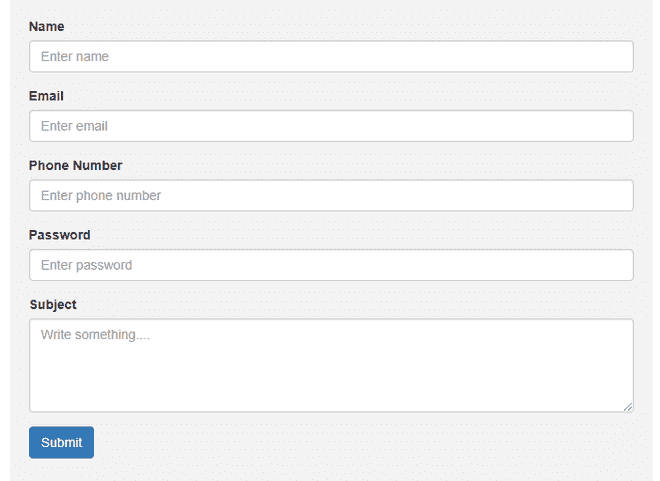 Name
Enter name
Email
Enter email
Phone Number
Enter phone number
Password
Enter password
Subject
Write something....
Submit